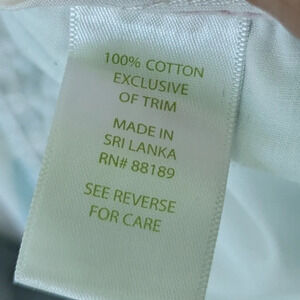 100% COTTON
EXCLUSIVE
OF TRIM
MADE IN
SRI LANKA
RN# 88189
SEE REVERSE
FOR CARE